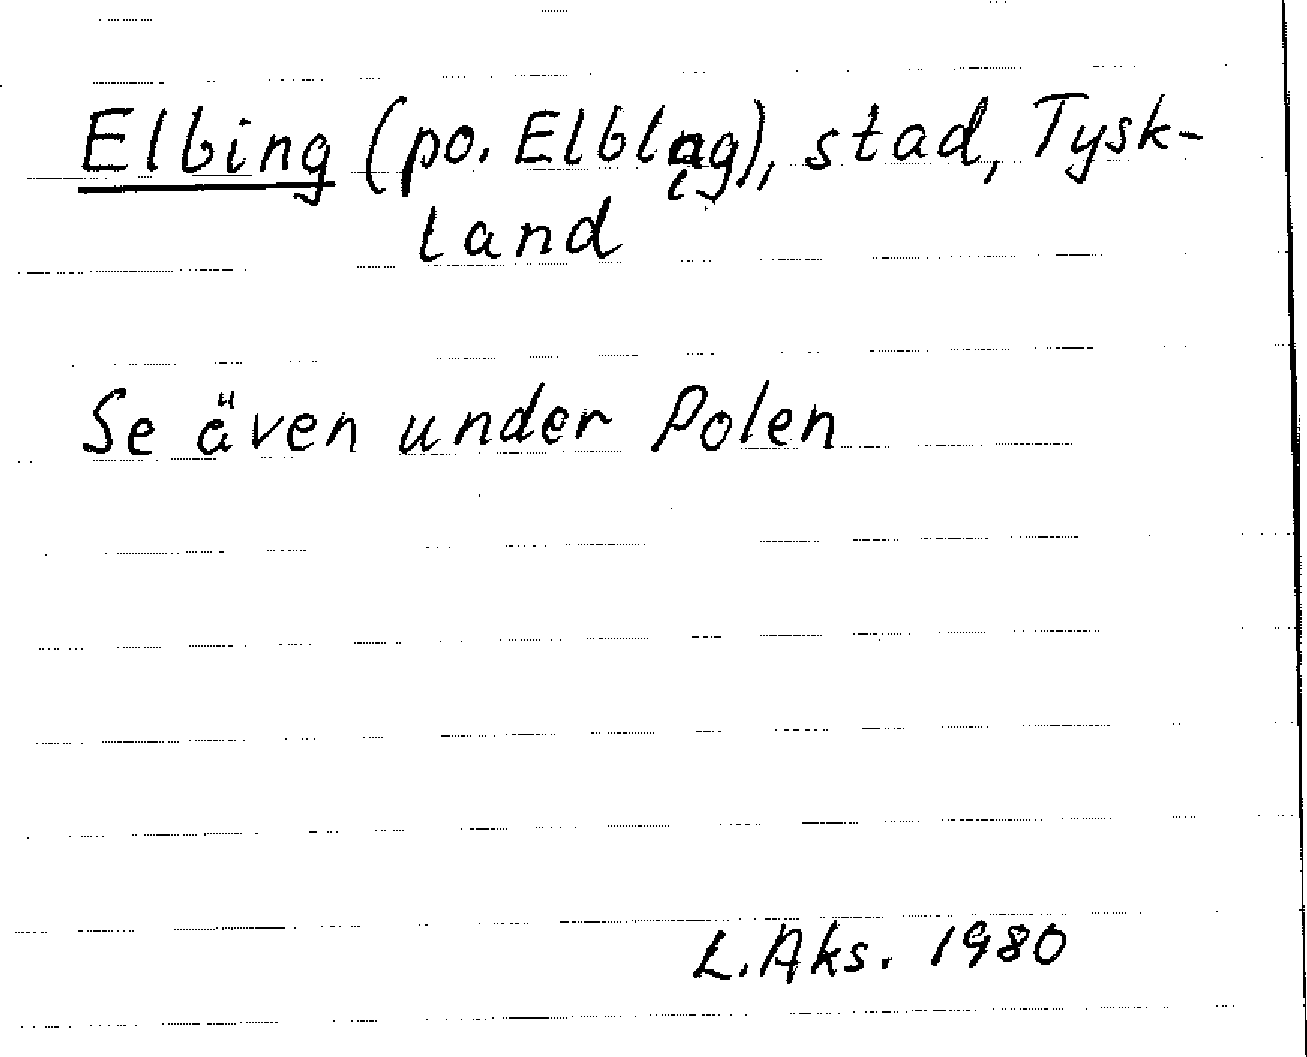 Elbing (po. Elbląg), stad, Tysk-
land
Se även under Polen
L. Aks. 1980